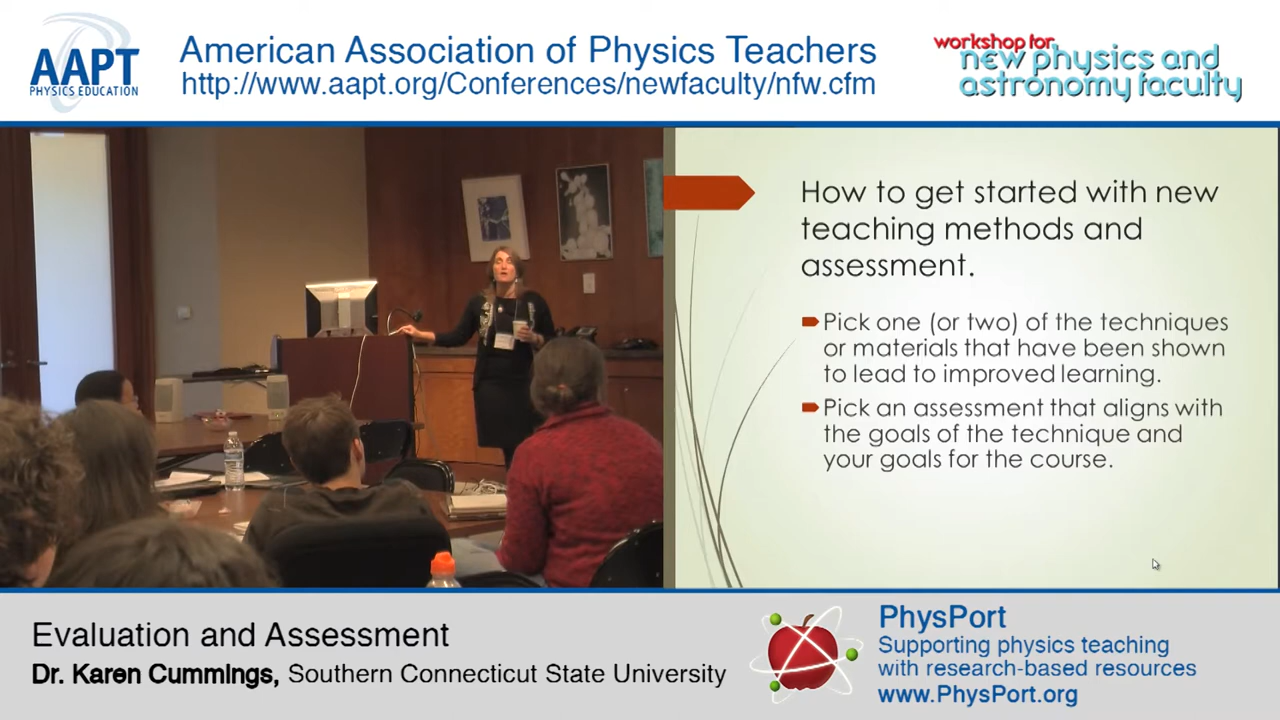 AAPT
PHYSICS EDUCATION
American Association of Physics Teachers
http://www.aapt.org/Conferences/newfaculty/nfw.cfm
workshop for
new physics and
astronomy faculty
How to get started with new
teaching methods and
assessment.
Pick one (or two) of the techniques
or materials that have been shown
to lead to improved learning.
Pick an assessment that aligns with
the goals of the technique and
your goals for the course.
Evaluation and Assessment
Dr. Karen Cummings, Southern Connecticut State University
PhysPort
Supporting physics teaching
with research-based resources
www.PhysPort.org